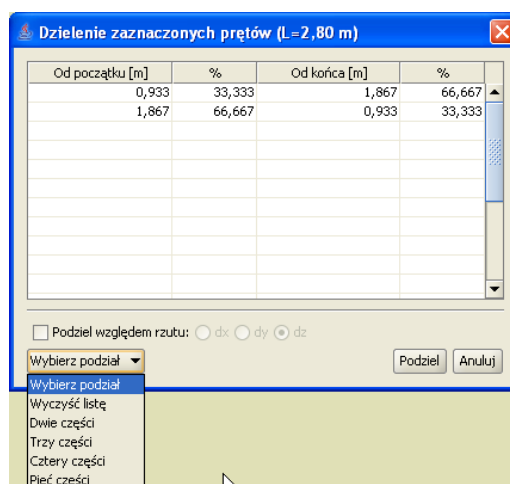 Dzielenie zaznaczonych prętów (L=2,80 m)
Od początku [m] % Od końca [m] %
0,933 33,333 1,867 66,667
1,867 66,667 0,933 33,333
Podziel względem rzutu: dx dy dz
Wybierz podział Podziel Anuluj
Wybierz podział
Wyczyść listę
Dwie części
Trzy części
Cztery części
Pięć części